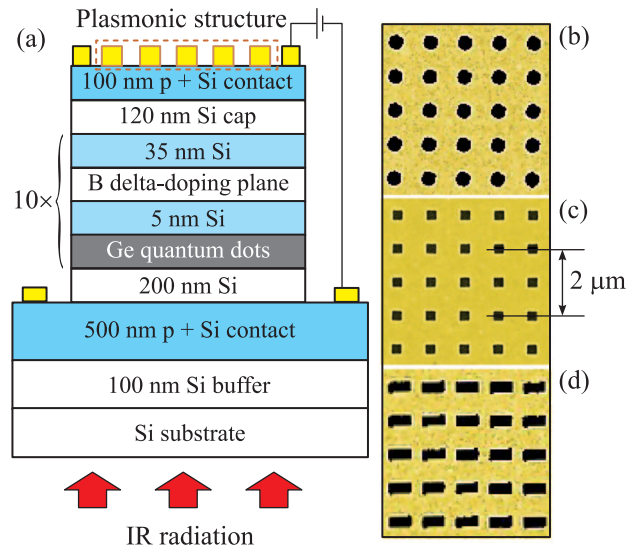 (a)
Plasmonic structure
100 nm p + Si contact
120 nm Si cap
35 nm Si
B delta-doping plane
10×
5 nm Si
Ge quantum dots
200 nm Si
500 nm p + Si contact
100 nm Si buffer
Si substrate
IR radiation
(b)
(c)
2 μm
(d)